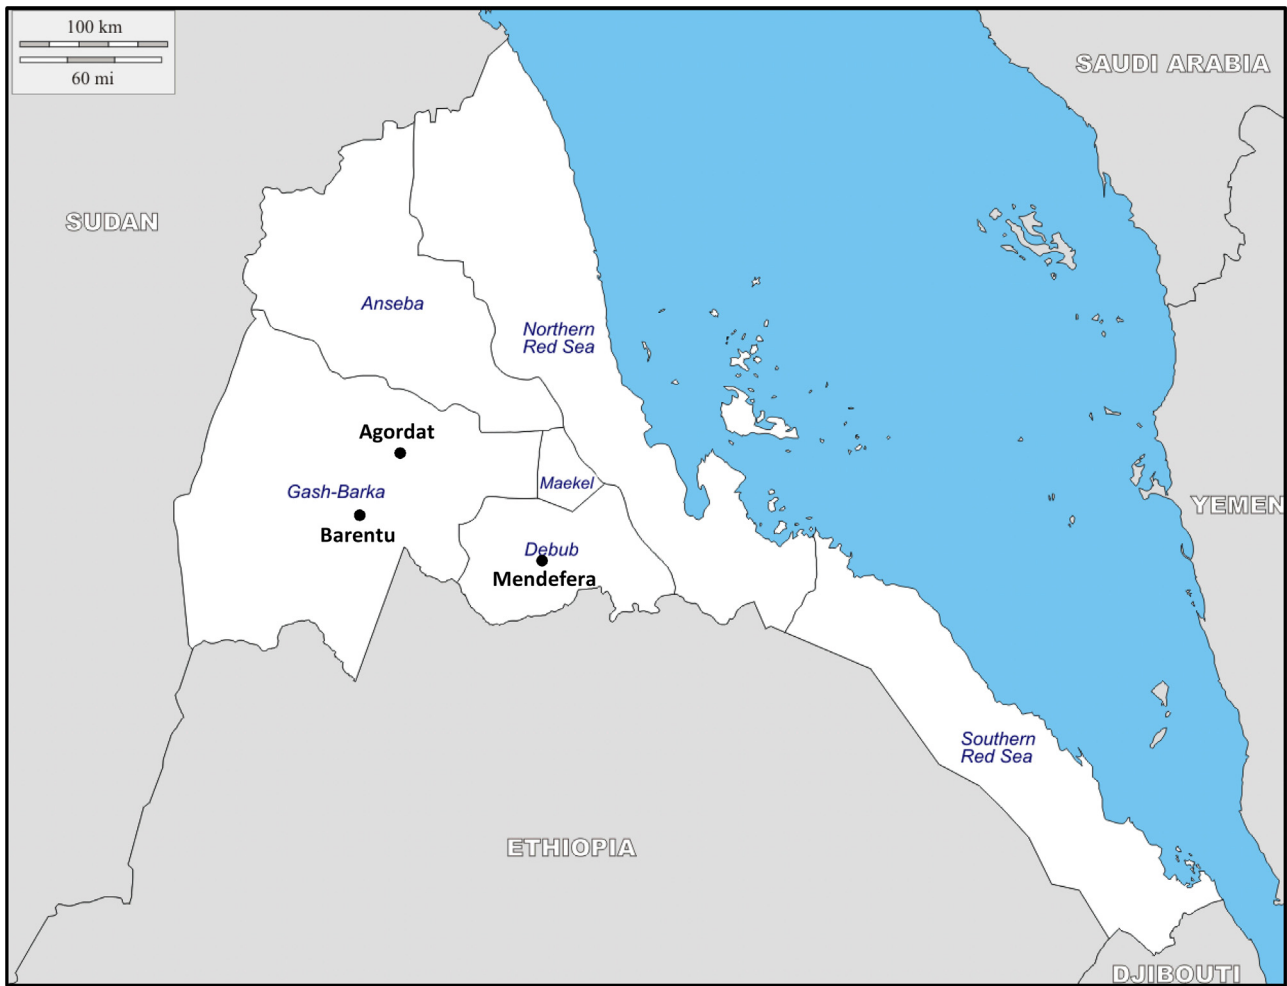 100 km
60 mi
SAUDI ARABIA
SUDAN
Anseba
Northern
Red Sea
Agordat
Maekel
Gash-Barka
YEMEN
Barentu
Debub
Mendefera
Southern
Red Sea
ETHIOPIA
DJIBOUTI